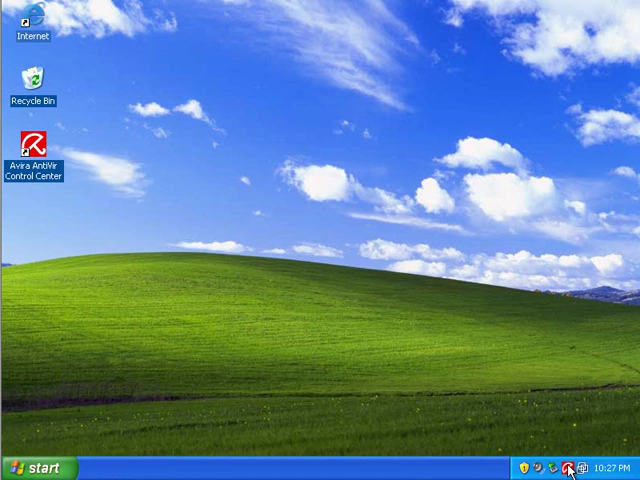 Internet
Recycle Bin
Avira AntiVir
Control Center
start
10:27 PM